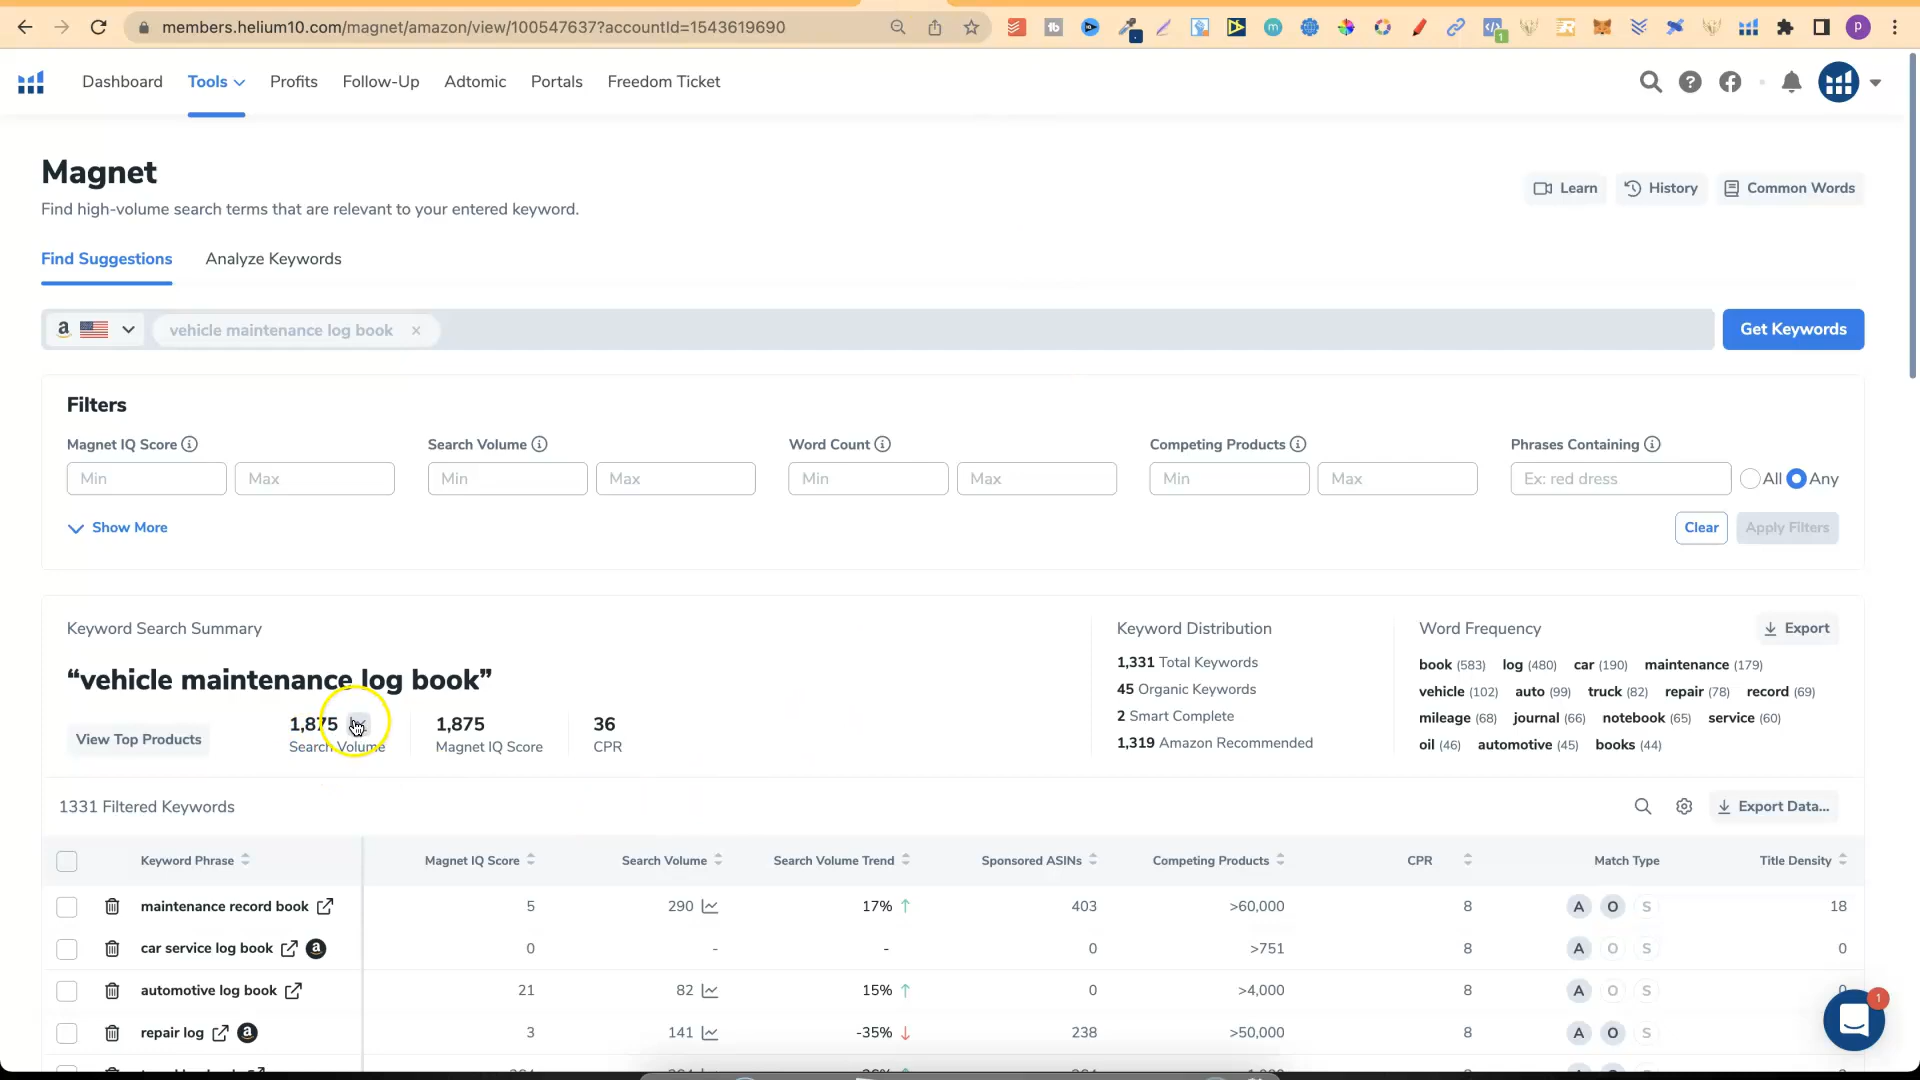 members.helium10.com/magnet/amazon/view/100547637?accountId=1543619690
Dashboard Tools Profits Follow-Up Adtomic Portals Freedom Ticket
Magnet
Find high-volume search terms that are relevant to your entered keyword.
Learn History Common Words
Find Suggestions Analyze Keywords
vehicle maintenance log book × Get Keywords
Filters
Magnet IQ Score Search Volume Word Count Competing Products Phrases Containing
Min Max Min Max Min Max Min Max Ex: red dress All Any
Show More Clear Apply Filters
Keyword Search Summary Keyword Distribution Word Frequency Export
“vehicle maintenance log book”
1,331 Total Keywords
45 Organic Keywords
2 Smart Complete
1,319 Amazon Recommended
book (583) log (480) car (190) maintenance (179)
vehicle (102) auto (99) truck (82) repair (78) record (69)
mileage (68) journal (66) notebook (65) service (60)
oil (46) automotive (45) books (44)
View Top Products
1,875 1,875 36
Search Volume Magnet IQ Score CPR
1331 Filtered Keywords Export Data...
Keyword Phrase Magnet IQ Score Search Volume Search Volume Trend Sponsored ASINs Competing Products CPR Match Type Title Density
maintenance record book 5 290 17% 403 >60,000 8 A O S 18
car service log book 0 - - 0 >751 8 A O S 0
automotive log book 21 82 15% 0 >4,000 8 A O S 0
repair log 3 141 -35% 238 >50,000 8 A O S
1